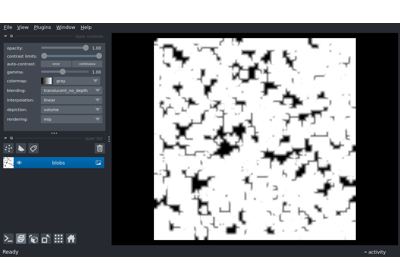 File View Plugins Window Help
opacity: 1.00
contrast limits:
auto-contrast: once continuous
gamma: 1.00
colormap: gray
blending: translucent_no_depth
interpolation: linear
depiction: volume
rendering: mip
blobs
Ready
activity